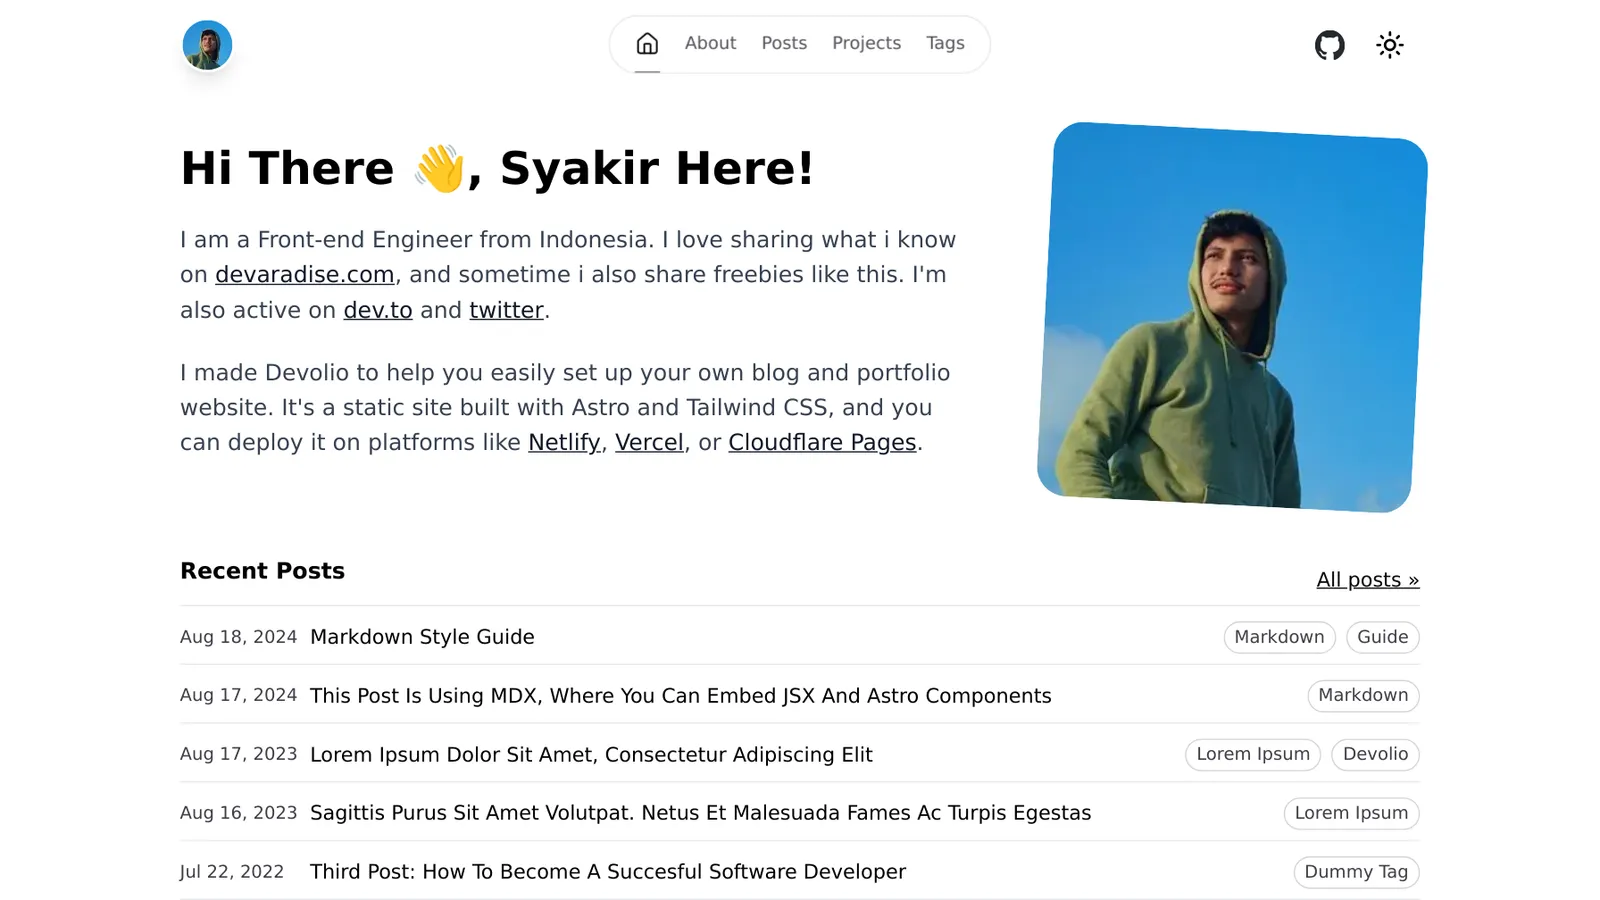 About Posts Projects Tags
Hi There 👋, Syakir Here!
I am a Front-end Engineer from Indonesia. I love sharing what i know
on devaradise.com, and sometime i also share freebies like this. I'm
also active on dev.to and twitter.
I made Devolio to help you easily set up your own blog and portfolio
website. It's a static site built with Astro and Tailwind CSS, and you
can deploy it on platforms like Netlify, Vercel, or Cloudflare Pages.
Recent Posts
All posts »
Aug 18, 2024 Markdown Style Guide Markdown Guide
Aug 17, 2024 This Post Is Using MDX, Where You Can Embed JSX And Astro Components Markdown
Aug 17, 2023 Lorem Ipsum Dolor Sit Amet, Consectetur Adipiscing Elit Lorem Ipsum Devolio
Aug 16, 2023 Sagittis Purus Sit Amet Volutpat. Netus Et Malesuada Fames Ac Turpis Egestas Lorem Ipsum
Jul 22, 2022 Third Post: How To Become A Succesful Software Developer Dummy Tag